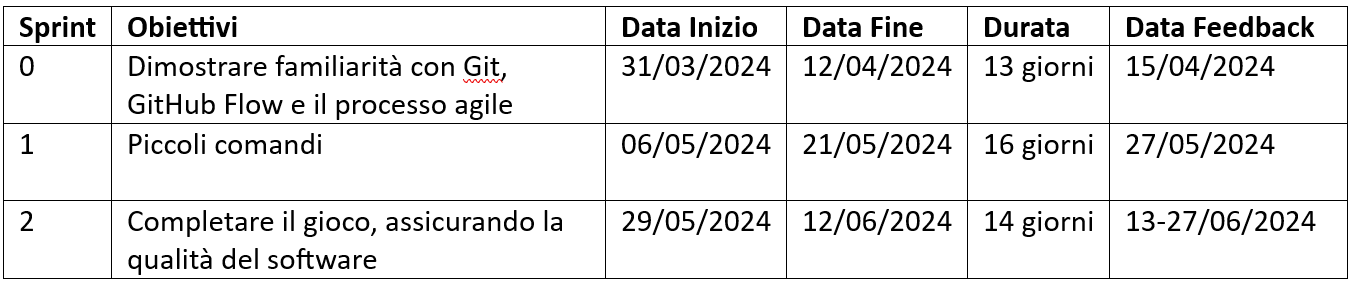 Sprint Obiettivi Data Inizio Data Fine Durata Data Feedback
0 Dimostrare familiarità con Git, 31/03/2024 12/04/2024 13 giorni 15/04/2024
GitHub Flow e il processo agile
1 Piccoli comandi 06/05/2024 21/05/2024 16 giorni 27/05/2024
2 Completare il gioco, assicurando la 29/05/2024 12/06/2024 14 giorni 13-27/06/2024
qualità del software